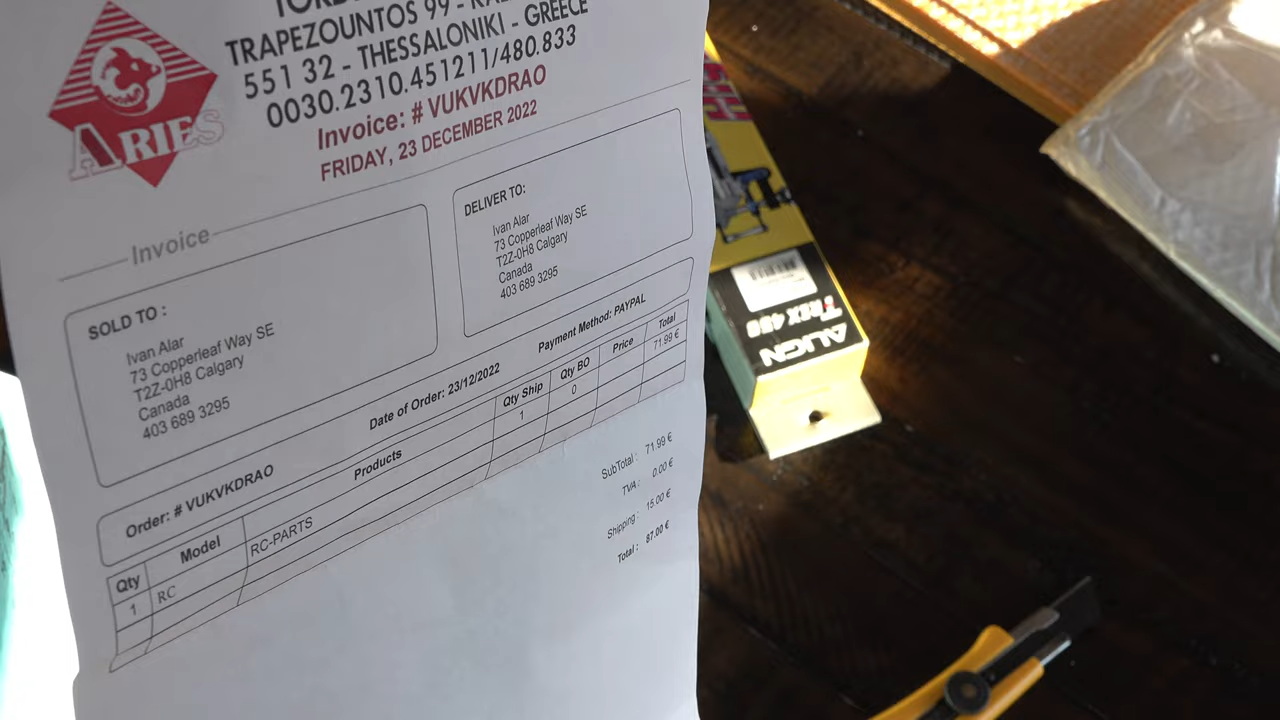 TRAPEZOUNTOS 99 -
551 32 - THESSALONIKI - GREECE
0030.2310.451211/480.833
Invoice: # VUKVKDRAO
FRIDAY, 23 DECEMBER 2022
ARIES
Invoice
SOLD TO :
Ivan Alar
73 Copperleaf Way SE
T2Z-0H8 Calgary
Canada
403 689 3295
DELIVER TO:
Ivan Alar
73 Copperleaf Way SE
T2Z-0H8 Calgary
Canada
403 689 3295
Order: # VUKVKDRAO Date of Order: 23/12/2022 Payment Method: PAYPAL
Qty Model Products Qty Ship Qty BO Price Total
1 RC RC-PARTS 1 0 71.99 €
SubTotal : 71.99 €
TVA : 0.00 €
Shipping : 15.00 €
Total : 87.00 €
ALIGN
T REX 450